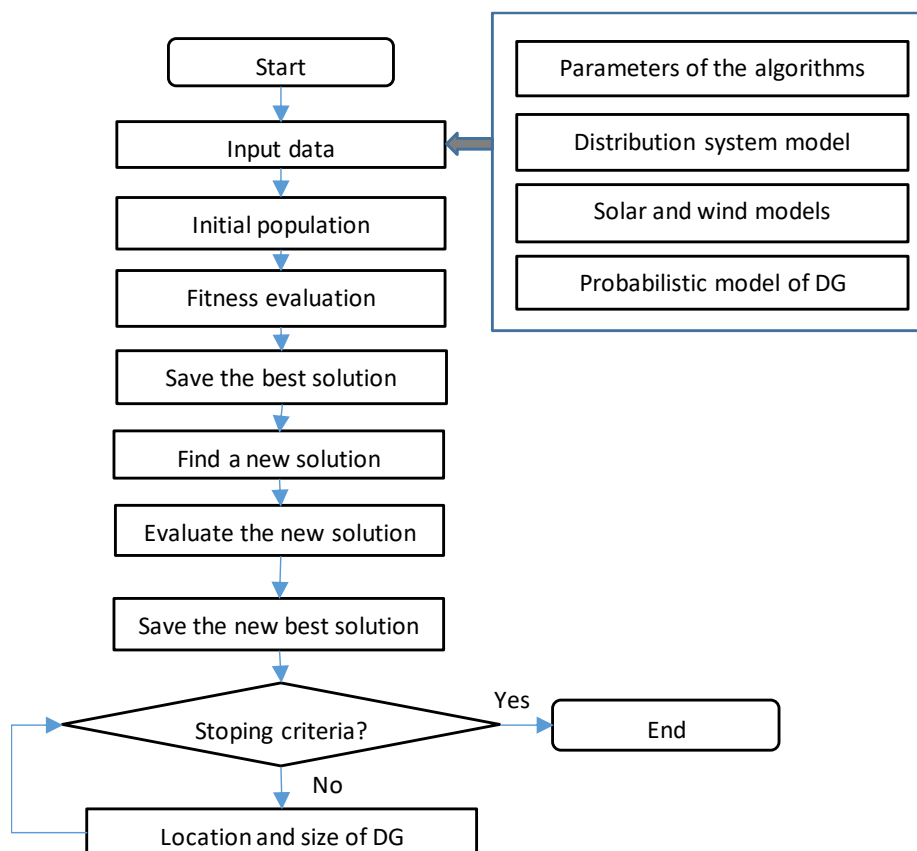 Start
Input data
Initial population
Fitness evaluation
Save the best solution
Find a new solution
Evaluate the new solution
Save the new best solution
Stoping criteria?
Yes
End
No
Location and size of DG
Parameters of the algorithms
Distribution system model
Solar and wind models
Probabilistic model of DG